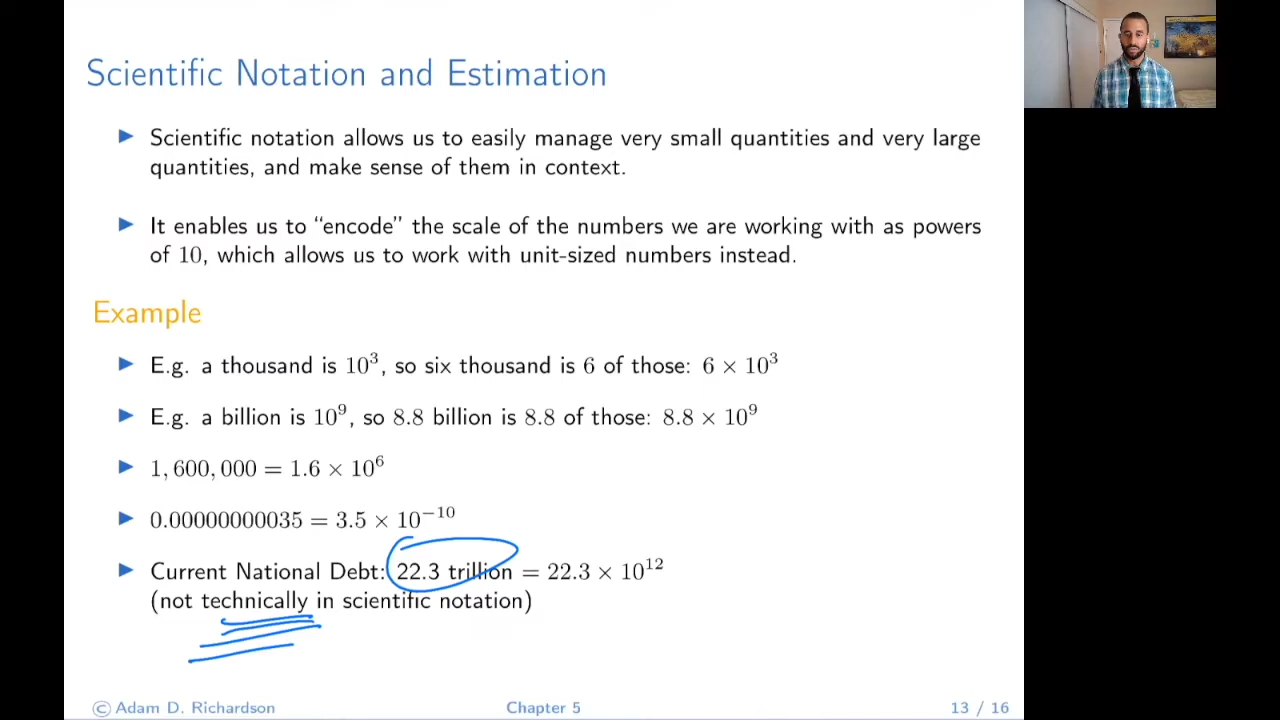 Scientific Notation and Estimation
▶ Scientific notation allows us to easily manage very small quantities and very large
quantities, and make sense of them in context.
▶ It enables us to “encode” the scale of the numbers we are working with as powers
of 10, which allows us to work with unit-sized numbers instead.
Example
▶ E.g. a thousand is 10³, so six thousand is 6 of those: 6 × 10³
▶ E.g. a billion is 10⁹, so 8.8 billion is 8.8 of those: 8.8 × 10⁹
▶ 1,600,000 = 1.6 × 10⁶
▶ 0.00000000035 = 3.5 × 10⁻¹⁰
▶ Current National Debt: 22.3 trillion = 22.3 × 10¹²
(not technically in scientific notation)
© Adam D. Richardson Chapter 5 13 / 16